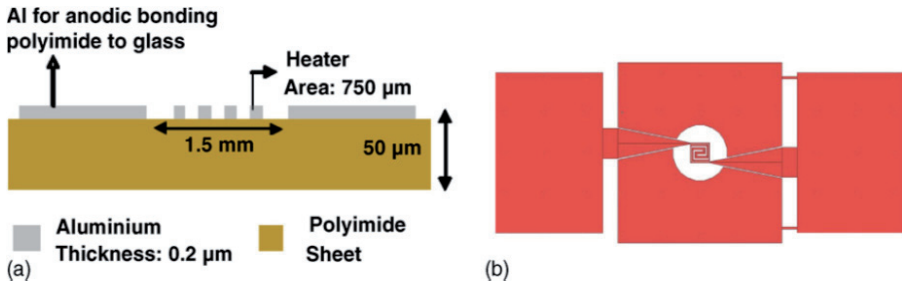 Al for anodic bonding
polyimide to glass
Heater
Area: 750 µm
1.5 mm
50 µm
Aluminium
Thickness: 0.2 µm
Polyimide
Sheet
(a)
(b)